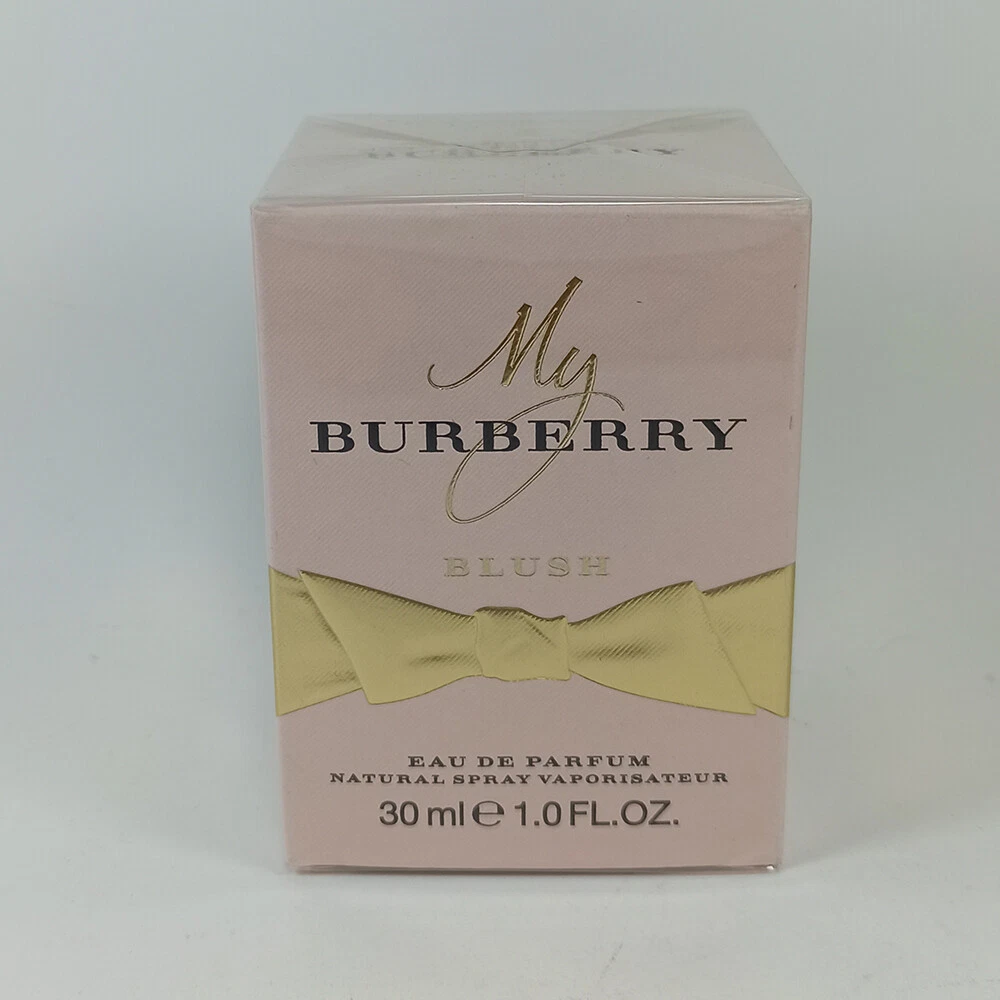 BURBERRY
My
BURBERRY
BLUSH
EAU DE PARFUM
NATURAL SPRAY VAPORISATEUR
30 ml e 1.0 FL.OZ.